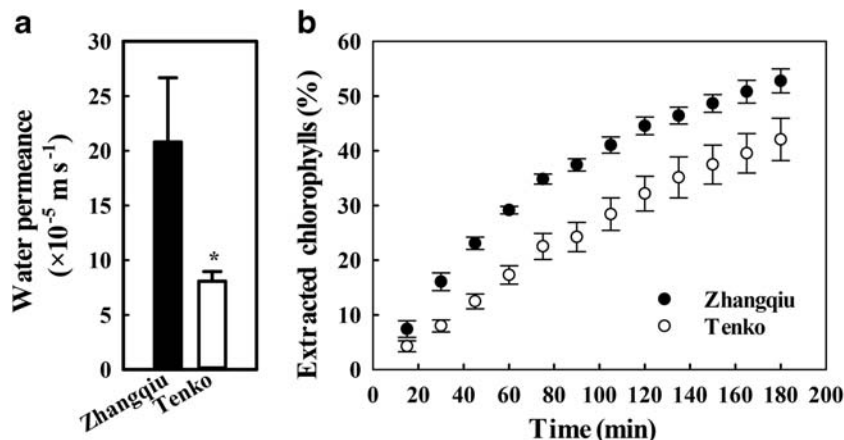 a
Water permeance
(×10⁻⁵ m s⁻¹)
30
25
20
15
10
5
0
*
Zhangqiu
Tenko
b
Extracted chlorophylls (%)
60
50
40
30
20
10
0
Zhangqiu
Tenko
0 20 40 60 80 100 120 140 160 180 200
Time (min)